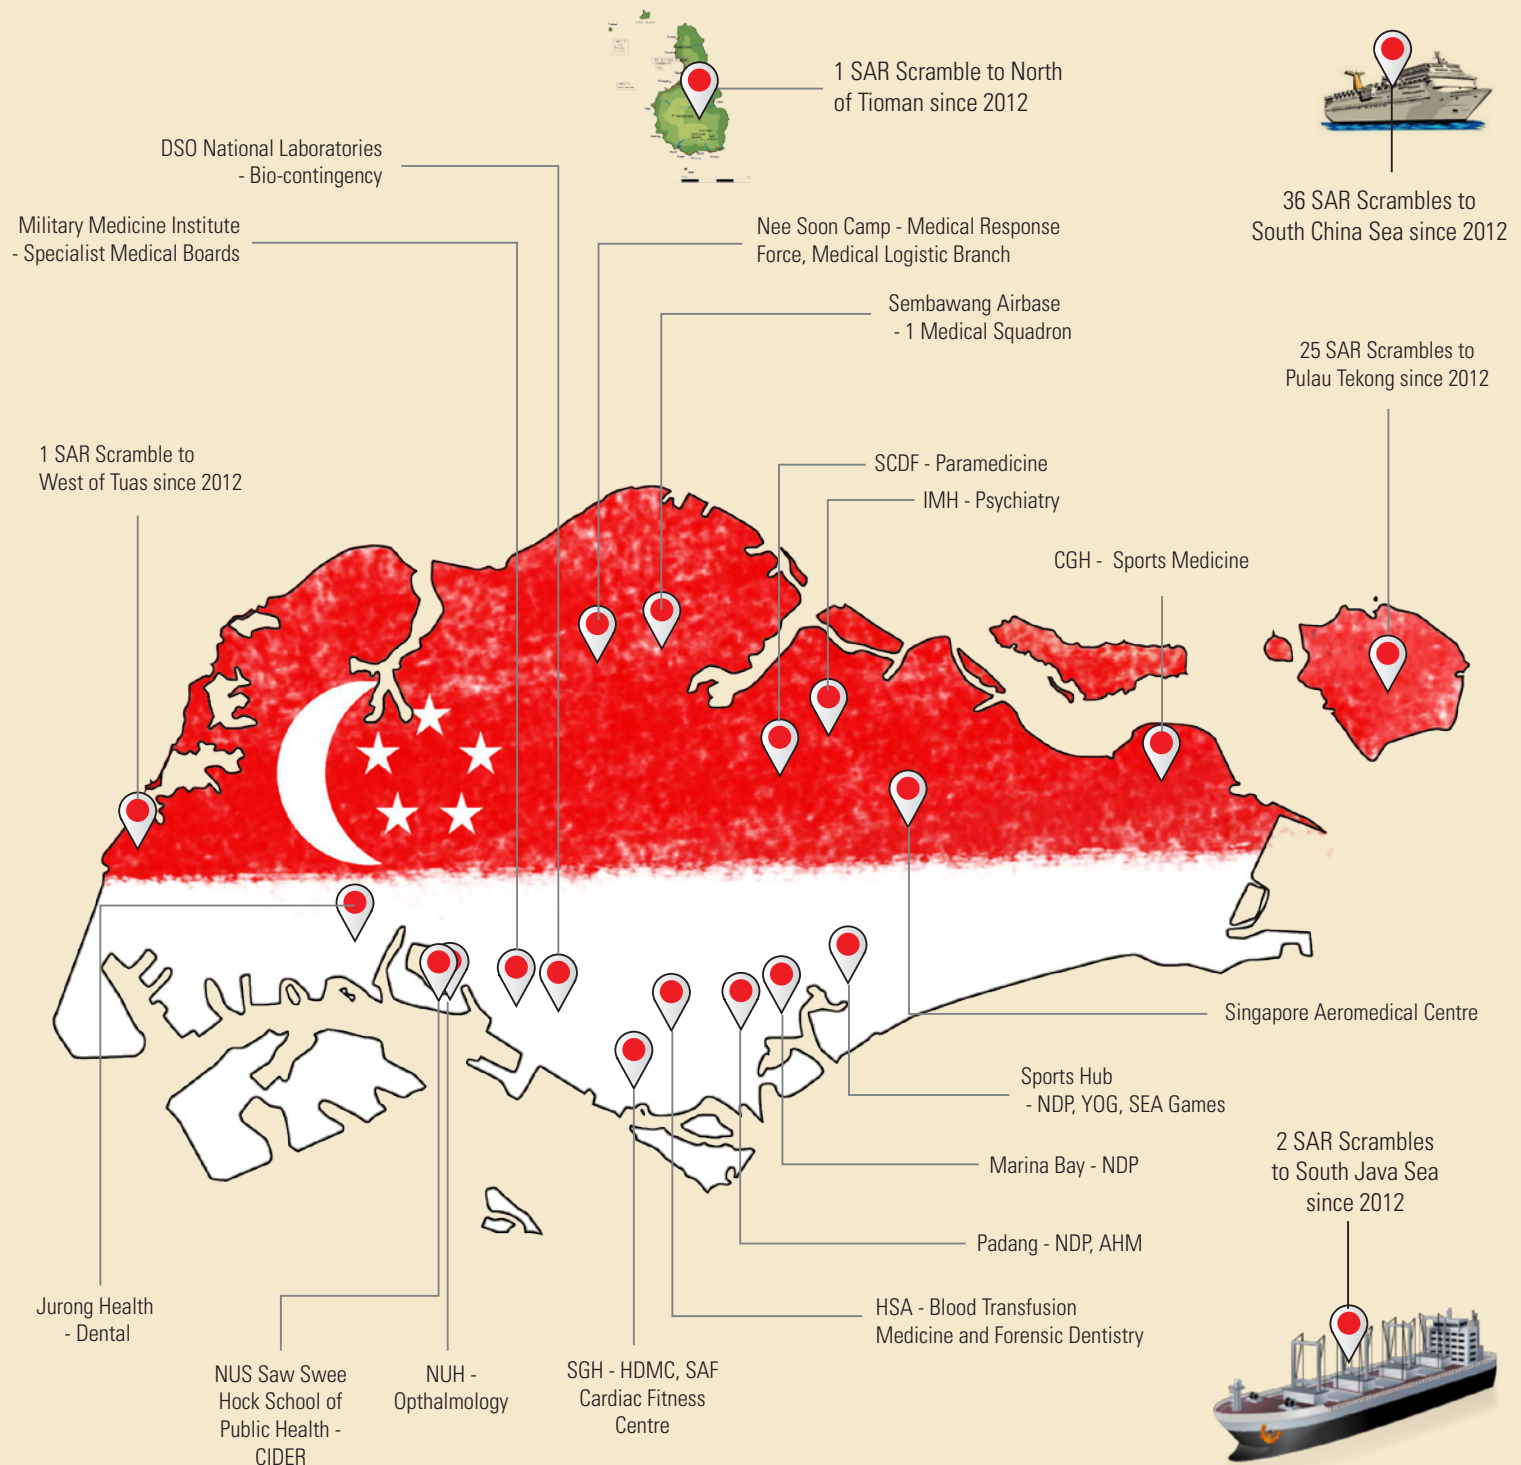 1 SAR Scramble to North
of Tioman since 2012
36 SAR Scrambles to
South China Sea since 2012
DSO National Laboratories
- Bio-contingency
Military Medicine Institute
- Specialist Medical Boards
Nee Soon Camp - Medical Response
Force, Medical Logistic Branch
Sembawang Airbase
- 1 Medical Squadron
25 SAR Scrambles to
Pulau Tekong since 2012
1 SAR Scramble to
West of Tuas since 2012
SCDF - Paramedicine
IMH - Psychiatry
CGH -  Sports Medicine
Singapore Aeromedical Centre
Sports Hub
- NDP, YOG, SEA Games
Marina Bay - NDP
2 SAR Scrambles
to South Java Sea
since 2012
Padang - NDP, AHM
HSA - Blood Transfusion
Medicine and Forensic Dentistry
Jurong Health
- Dental
NUS Saw Swee
Hock School of
Public Health -
CIDER
NUH -
Opthalmology
SGH - HDMC, SAF
Cardiac Fitness
Centre